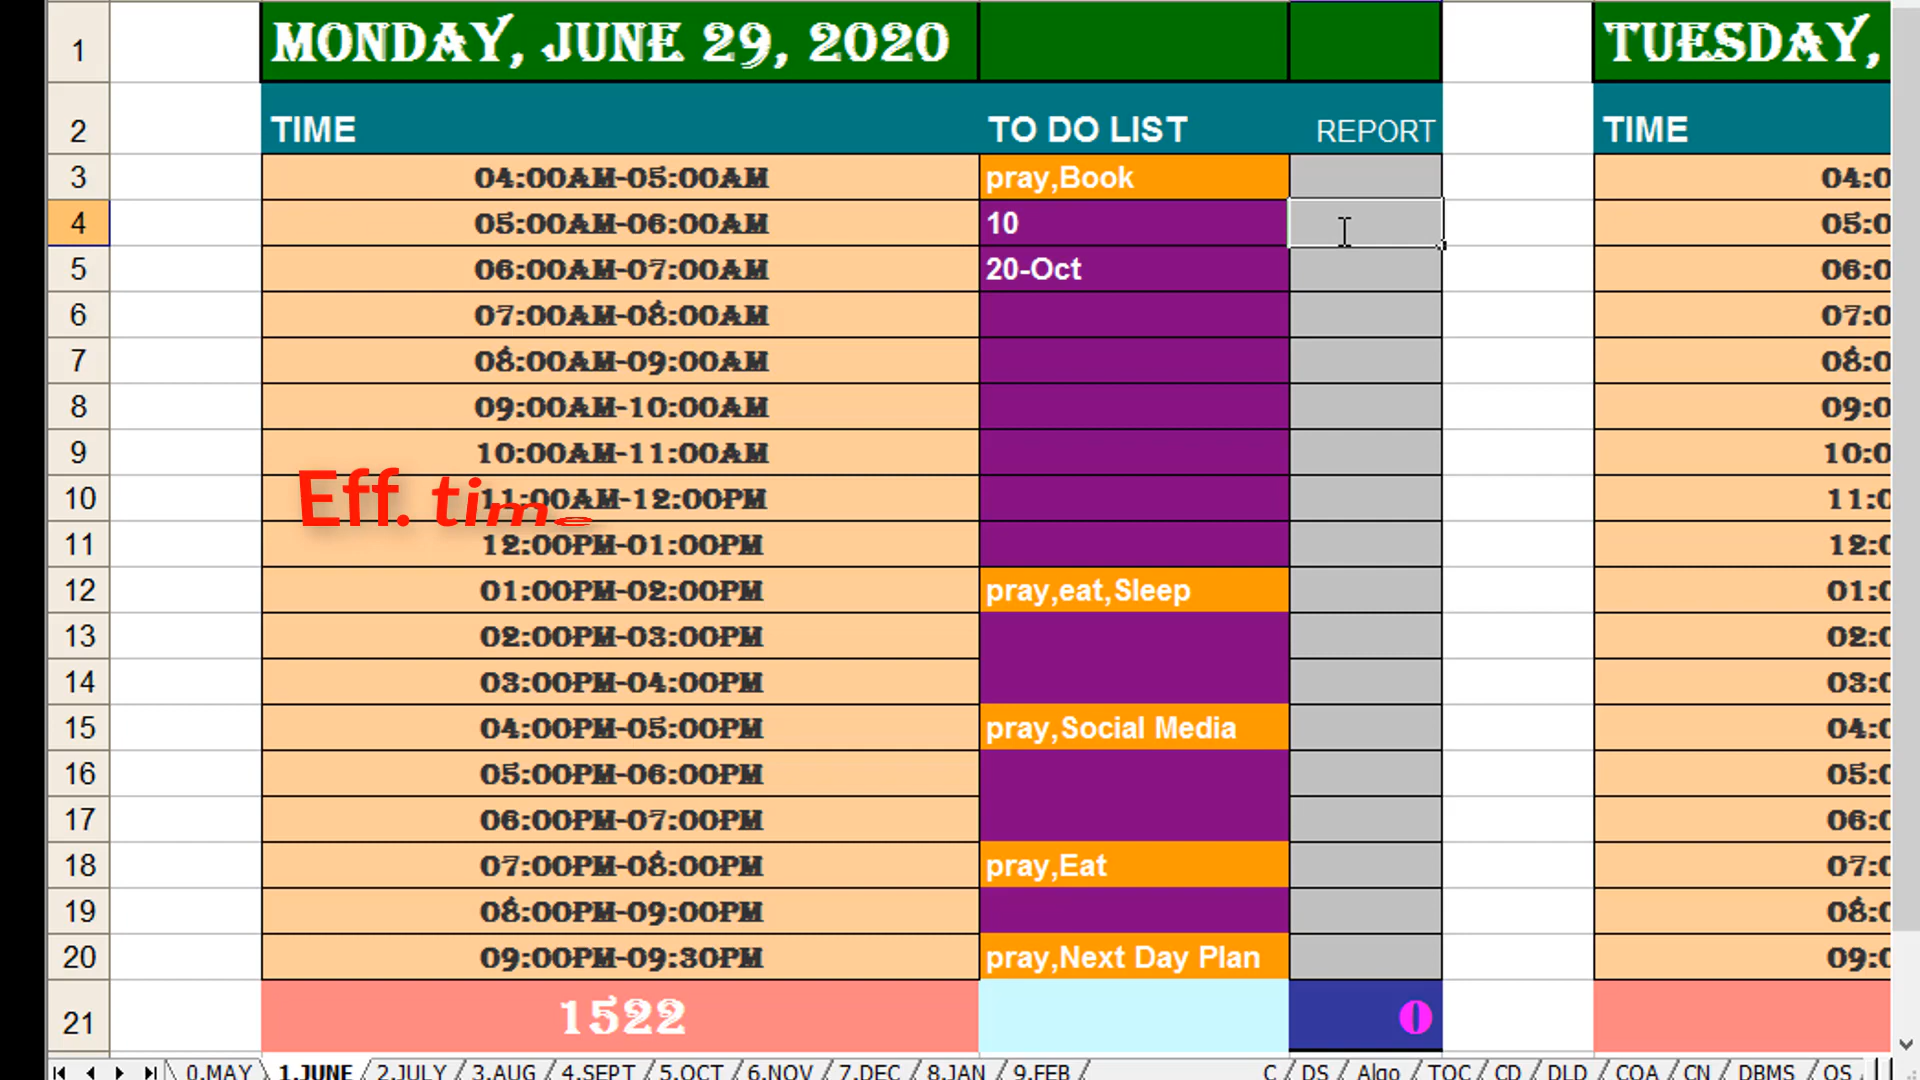 1 MONDAY, JUNE 29, 2020 TUESDAY,
2 TIME TO DO LIST REPORT TIME
3 04:00AM-05:00AM pray,Book 04:0
4 05:00AM-06:00AM 10 05:0
5 06:00AM-07:00AM 20-Oct 06:0
6 07:00AM-08:00AM 07:0
7 08:00AM-09:00AM 08:0
8 09:00AM-10:00AM 09:0
9 10:00AM-11:00AM 10:0
10 11:00AM-12:00PM 11:0
Eff. time
11 12:00PM-01:00PM 12:0
12 01:00PM-02:00PM pray,eat,Sleep 01:0
13 02:00PM-03:00PM 02:0
14 03:00PM-04:00PM 03:0
15 04:00PM-05:00PM pray,Social Media 04:0
16 05:00PM-06:00PM 05:0
17 06:00PM-07:00PM 06:0
18 07:00PM-08:00PM pray,Eat 07:0
19 08:00PM-09:00PM 08:0
20 09:00PM-09:30PM pray,Next Day Plan 09:0
21 1522 0
0.MAY 1.JUNE 2.JULY 3.AUG 4.SEPT 5.OCT 6.NOV 7.DEC 8.JAN 9.FEB C DS Algo TOC CD DLD COA CN DBMS OS